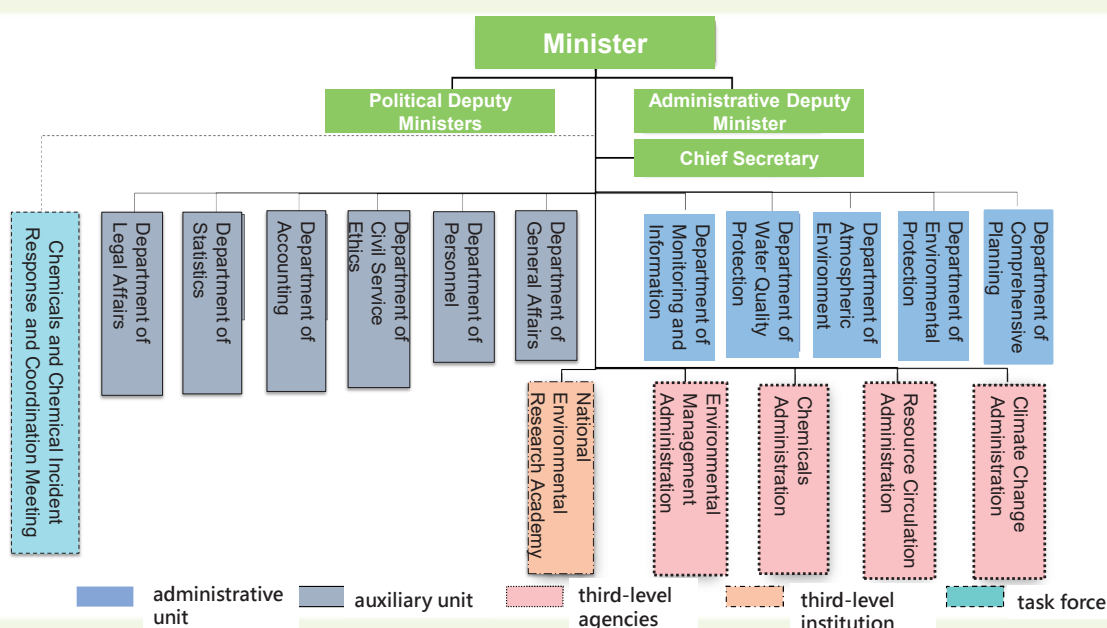 Minister
Political Deputy
Ministers
Administrative Deputy
Minister
Chief Secretary
Chemicals and Chemical Incident
Response and Coordination Meeting
Department of
Legal Affairs
Department of
Statistics
Department of
Accounting
Department of
Civil Service
Ethics
Department of
Personnel
Department of
General Affairs
Department of
Monitoring and
Information
Department of
Water Quality
Protection
Department of
Atmospheric
Environment
Department of
Environmental
Protection
Department of
Comprehensive
Planning
National
Environmental
Research Academy
Environmental
Management
Administration
Chemicals
Administration
Resource Circulation
Administration
Climate Change
Administration
administrative
unit
auxiliary unit
third-level
agencies
third-level
institution
task force